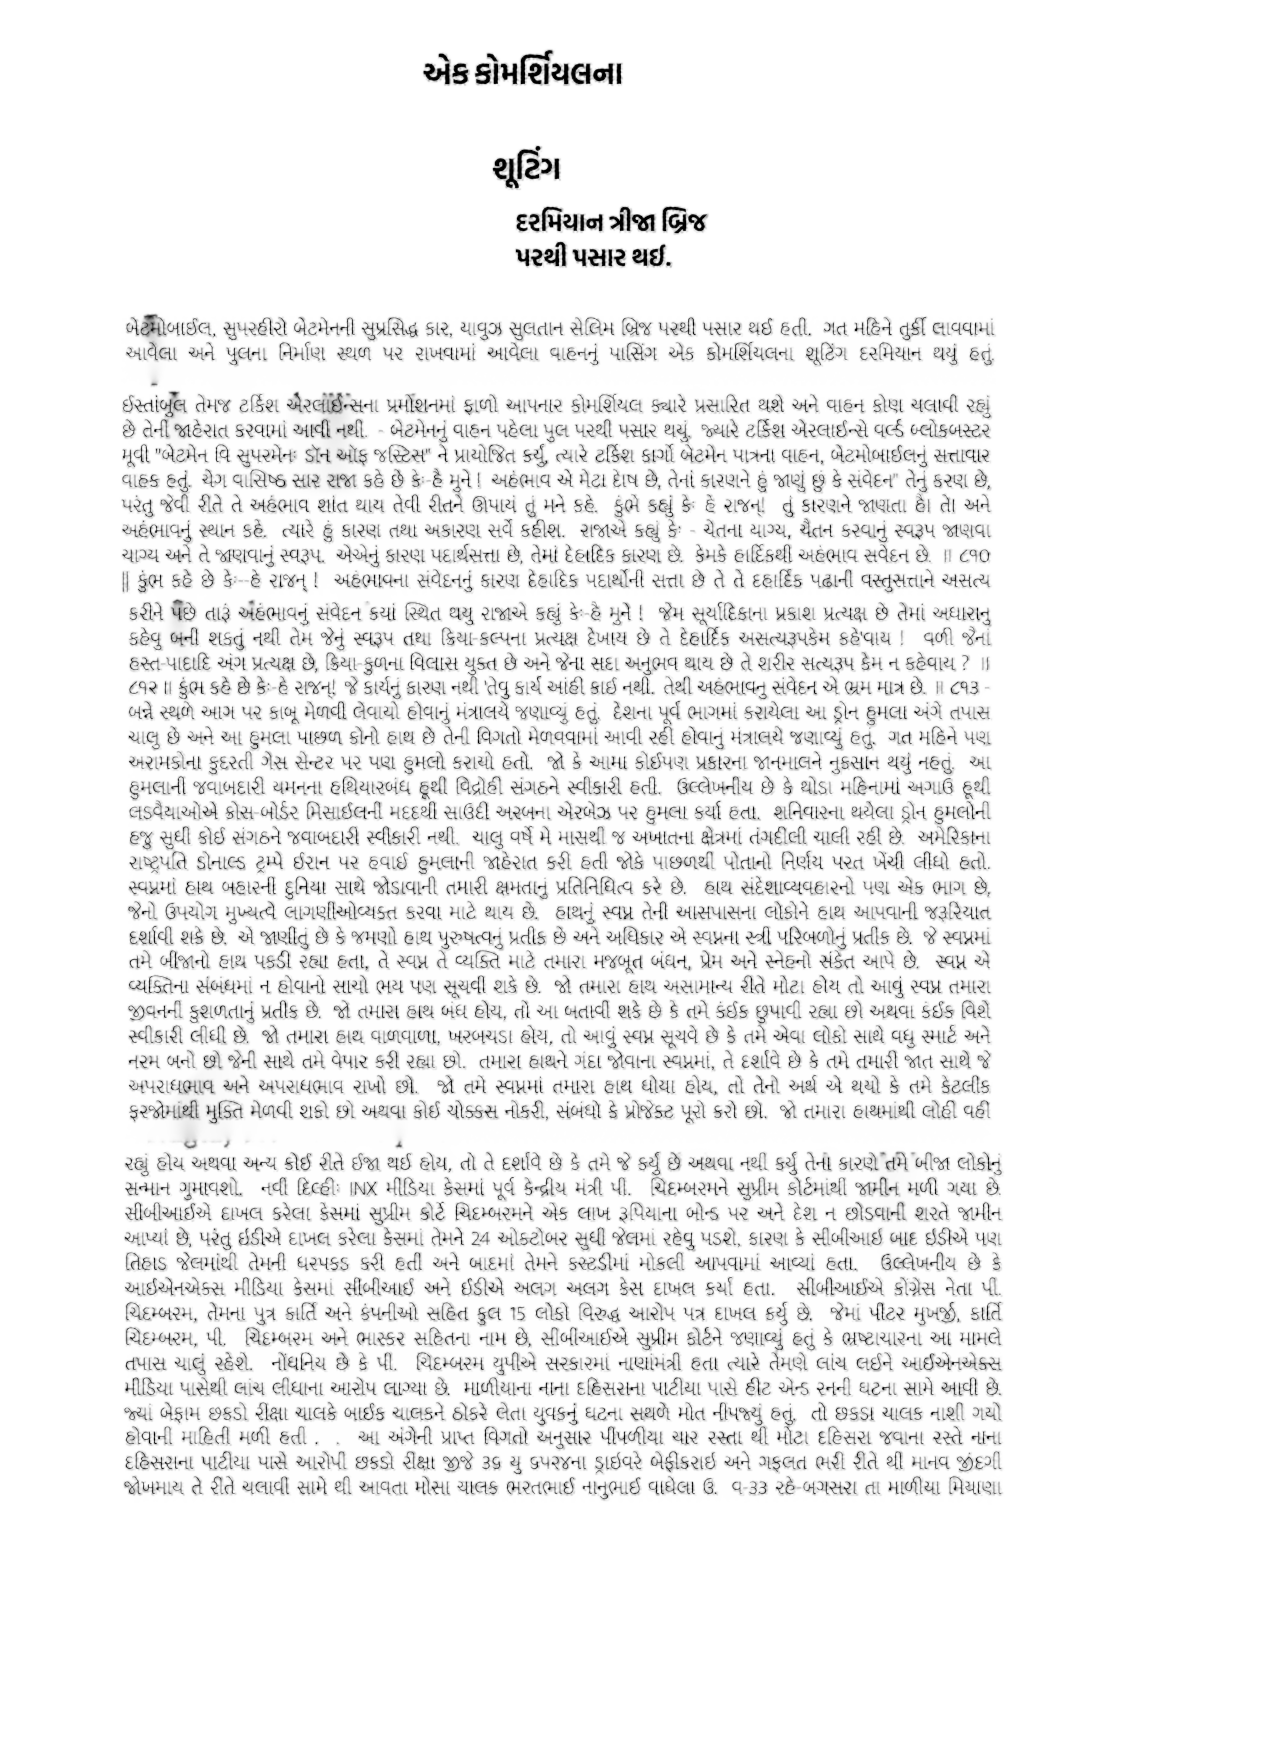 એક કોમર્શિયલના
શૂટિંગ
દરમિયાન ત્રીજા બ્રિજ
પરથી પસાર થઈ.
બેટમોબાઈલ, સુપરહીરો બેટમેનની સુપ્રસિદ્ધ કાર, યાવુઝ સુલતાન સેલિમ બ્રિજ પરથી પસાર થઈ હતી. ગત મહિને તુર્કી લાવવામાં
આવેલા અને પુલના નિર્માણ સ્થળ પર રાખવામાં આવેલા વાહનનું પાસિંગ એક કોમર્શિયલના શૂટિંગ દરમિયાન થયું હતું.
ઈસ્તાંબુલ તેમજ ટર્કિશ એરલાઈન્સના પ્રમોશનમાં ફાળો આપનાર કોમર્શિયલ ક્યારે પ્રસારિત થશે અને વાહન કોણ ચલાવી રહ્યું
છે તેની જાહેરાત કરવામાં આવી નથી. - બેટમેનનું વાહન પહેલા પુલ પરથી પસાર થયું. જ્યારે ટર્કિશ એરલાઈન્સે વર્લ્ડ બ્લોકબસ્ટર
મૂવી "બેટમેન વિ સુપરમેનઃ ડૉન ઑફ જસ્ટિસ" ને પ્રાયોજિત કર્યું, ત્યારે ટર્કિશ કાર્ગો બેટમેન પાત્રના વાહન, બેટમોબાઈલનું સત્તાવાર
વાહક હતું. યેગ વાસિષ્ઠ સાર રાજા કહે છે કેઃ-હૈ મુને ! અહંભાવ એ મેટા દેાષ છે, તેનાં કારણને હું જાણું છું કે સંવેદન" તેનું કરણ છે,
પરંતુ જેવી રીતે તે અહંભાવ શાંત થાય તેવી રીતને ઊપાયં તું મને કહે. કુંભે કહ્યું કેઃ હે રાજન્! તું કારણને જાણતા હૈા તેા અને
અહંભાવનું સ્થાન કહે. ત્યારે હું કારણ તથા અકારણ સર્વે કહીશ. રાજાએ કહ્યું કેઃ - ચેતના યાગ્ય, ચૈતન કરવાનું સ્વરૂપ જાણવા
યાગ્ય અને તે જાણવાનું સ્વરૂપ. એએનું કારણ પદાર્થસત્તા છે, તેમાં દેહાદિક કારણ છે. કેમકે હાર્દિકથી અહંભાવ સવેદન છે. ॥ ૮૧૦
|| કુંભ કહે છે કેઃ--હે રાજન્ ! અહંભાવના સંવેદનનું કારણ દેહાદિક પદાર્થોની સત્તા છે તે તે દહાર્દિક પઢાની વસ્તુસત્તાને અસત્ય
કરીને પછે તારૂં અંહભાવનું સંવેદન કયાં સ્થિત થયુ રાજાએ કહ્યું કેઃ-હૈ મુને ! જેમ સૂર્યાદિકાના પ્રકાશ પ્રત્યક્ષ છે તેમાં અધારાનુ
કહેવુ બની શકતું નથી તેમ જેનું સ્વરૂપ તથા ક્રિયા-કલ્પના પ્રત્યક્ષ દેખાય છે તે દેહાર્દિક અસત્યરૂપકેમ કહેવાય ! વળી જૈનાં
હસ્ત-પાદાદિ અંગ પ્રત્યક્ષ છે, ક્રિયા-કુળના વિલાસ યુક્ત છે અને જેના સદા અનુભવ થાય છે તે શરીર સત્યરૂપ કેમ ન કહેવાય ? ॥
૮૧૨ ॥ કુંભ કહે છે કેઃ-હે રાજન્! જે કાર્યનું કારણ નથી 'તેવુ કાર્ય આંહી કાઈ નથી. તેથી અહંભાવનુ સંવેદન એ ભ્રમ માત્ર છે. ॥ ૮૧૩ -
બન્ને સ્થળે આગ પર કાબૂ મેળવી લેવાયો હોવાનું મંત્રાલયે જણાવ્યું હતું. દેશના પૂર્વ ભાગમાં કરાયેલા આ ડ્રોન હુમલા અંગે તપાસ
ચાલુ છે અને આ હુમલા પાછળ કોનો હાથ છે તેની વિગતો મેળવવામાં આવી રહી હોવાનું મંત્રાલયે જણાવ્યું હતું. ગત મહિને પણ
અરામકોના કુદરતી ગેસ સેન્ટર પર પણ હુમલો કરાયો હતો. જો કે આમાં કોઈપણ પ્રકારના જાનમાલને નુકસાન થયું નહતું. આ
હુમલાની જવાબદારી યમનના હથિયારબંધ હૂથી વિદ્રોહી સંગઠને સ્વીકારી હતી. ઉલ્લેખનીય છે કે થોડા મહિનામાં અગાઉ હૂથી
લડવૈયાઓએ ક્રોસ-બોર્ડર મિસાઈલની મદદથી સાઉદી અરબના એરબેઝ પર હુમલા કર્યા હતા. શનિવારના થયેલા ડ્રોન હુમલોની
હજુ સુધી કોઈ સંગઠને જવાબદારી સ્વીકારી નથી. ચાલુ વર્ષે મે માસથી જ અખાતના ક્ષેત્રમાં તંગદીલી ચાલી રહી છે. અમેરિકાના
રાષ્ટ્રપતિ ડોનાલ્ડ ટ્રમ્પે ઈરાન પર હવાઈ હુમલાની જાહેરાત કરી હતી જોકે પાછળથી પોતાનો નિર્ણય પરત ખેંચી લીધો હતો.
સ્વપ્નમાં હાથ બહારની દુનિયા સાથે જોડાવાની તમારી ક્ષમતાનું પ્રતિનિધિત્વ કરે છે. હાથ સંદેશાવ્યવહારનો પણ એક ભાગ છે,
જેનો ઉપયોગ મુખ્યત્વે લાગણીઓવ્યક્ત કરવા માટે થાય છે. હાથનું સ્વપ્ન તેની આસપાસના લોકોને હાથ આપવાની જરૂરિયાત
દર્શાવી શકે છે. એ જાણીતું છે કે જમણો હાથ પુરુષત્વનું પ્રતીક છે અને અધિકાર એ સ્વપ્નના સ્ત્રી પરિબળોનું પ્રતીક છે. જે સ્વપ્નમાં
તમે બીજાનો હાથ પકડી રહ્યા હતા, તે સ્વપ્ન તે વ્યક્તિ માટે તમારા મજબૂત બંધન, પ્રેમ અને સ્નેહનો સંકેત આપે છે. સ્વપ્ન એ
વ્યક્તિના સંબંધમાં ન હોવાનો સાચો ભય પણ સૂચવી શકે છે. જો તમારા હાથ અસામાન્ય રીતે મોટા હોય તો આવું સ્વપ્ન તમારા
જીવનની કુશળતાનું પ્રતીક છે. જો તમારા હાથ બંધ હોય, તો આ બતાવી શકે છે કે તમે કંઈક છુપાવી રહ્યા છો અથવા કંઈક વિશે
સ્વીકારી લીધી છે. જો તમારા હાથ વાળવાળા, ખરબચડા હોય, તો આવું સ્વપ્ન સૂચવે છે કે તમે એવા લોકો સાથે વધુ સ્માર્ટ અને
નરમ બનો છો જેની સાથે તમે વેપાર કરી રહ્યા છો. તમારા હાથને ગંદા જોવાના સ્વપ્નમાં, તે દર્શાવે છે કે તમે તમારી જાત સાથે જે
અપરાધભાવ અને અપરાધભાવ રાખો છો. જો તમે સ્વપ્નમાં તમારા હાથ ધોયા હોય, તો તેનો અર્થ એ થયો કે તમે કેટલીક
ફરજોમાંથી મુક્તિ મેળવી શકો છો અથવા કોઈ ચોક્કસ નોકરી, સંબંધો કે પ્રોજેક્ટ પૂરો કરો છો. જો તમારા હાથમાંથી લોહી વહી
રહ્યું હોય અથવા અન્ય કોઈ રીતે ઈજા થઈ હોય, તો તે દર્શાવે છે કે તમે જે કર્યું છે અથવા નથી કર્યું તેના કારણે તમે બીજા લોકોનું
સન્માન ગુમાવશો. નવી દિલ્હીઃ INX મીડિયા કેસમાં પૂર્વ કેન્દ્રીય મંત્રી પી. ચિદમ્બરમને સુપ્રીમ કોર્ટમાંથી જામીન મળી ગયા છે.
સીબીઆઈએ દાખલ કરેલા કેસમાં સુપ્રીમ કોર્ટે ચિદમ્બરમને એક લાખ રૂપિયાના બોન્ડ પર અને દેશ ન છોડવાની શરતે જામીન
આપ્યાં છે, પરંતુ ઇડીએ દાખલ કરેલા કેસમાં તેમને 24 ઓક્ટોબર સુધી જેલમાં રહેવુ પડશે, કારણ કે સીબીઆઇ બાદ ઇડીએ પણ
તિહાડ જેલમાંથી તેમની ધરપકડ કરી હતી અને બાદમાં તેમને કસ્ટડીમાં મોકલી આપવામાં આવ્યાં હતા. ઉલ્લેખનીય છે કે
આઈએનએક્સ મીડિયા કેસમાં સીબીઆઈ અને ઈડીએ અલગ અલગ કેસ દાખલ કર્યા હતા. સીબીઆઈએ કોંગ્રેસ નેતા પી.
ચિદમ્બરમ, તેમના પુત્ર કાર્તિ અને કંપનીઓ સહિત કુલ 15 લોકો વિરુદ્ધ આરોપ પત્ર દાખલ કર્યુ છે. જેમાં પીટર મુખર્જી, કાર્તિ
ચિદમ્બરમ, પી. ચિદમ્બરમ અને ભાસ્કર સહિતના નામ છે, સીબીઆઈએ સુપ્રીમ કોર્ટને જણાવ્યું હતું કે ભ્રષ્ટાચારના આ મામલે
તપાસ ચાલું રહેશે. નોંધનિય છે કે પી. ચિદમ્બરમ યુપીએ સરકારમાં નાણાંમંત્રી હતા ત્યારે તેમણે લાંચ લઈને આઈએનએક્સ
મીડિયા પાસેથી લાંચ લીધાના આરોપ લાગ્યા છે. માળીયાના નાના દહિસરાના પાટીયા પાસે હીટ એન્ડ રનની ઘટના સામે આવી છે.
જ્યાં બેફામ છકડો રીક્ષા ચાલકે બાઈક ચાલકને ઠોકરે લેતા યુવકનું ઘટના સથળે મોત નીપજ્યું હતું. તો છકડા ચાલક નાશી ગયો
હોવાની માહિતી મળી હતી . . આ અંગેની પ્રાપ્ત વિગતો અનુસાર પીપળીયા ચાર રસ્તા થી મોટા દહિસરા જવાના રસ્તે નાના
દહિસરાના પાટીયા પાસે આરોપી છકડો રીક્ષા જીજે ૩૬ યુ ૬૫૨૪ના ડ્રાઇવરે બેફીકરાઇ અને ગફલત ભરી રીતે થી માનવ જીંદગી
જોખમાય તે રીતે ચલાવી સામે થી આવતા મોસા ચાલક ભરતભાઈ નાનુભાઈ વાઘેલા ઉ. વ-૩૩ રહે-બગસરા તા માળીયા મિયાણા